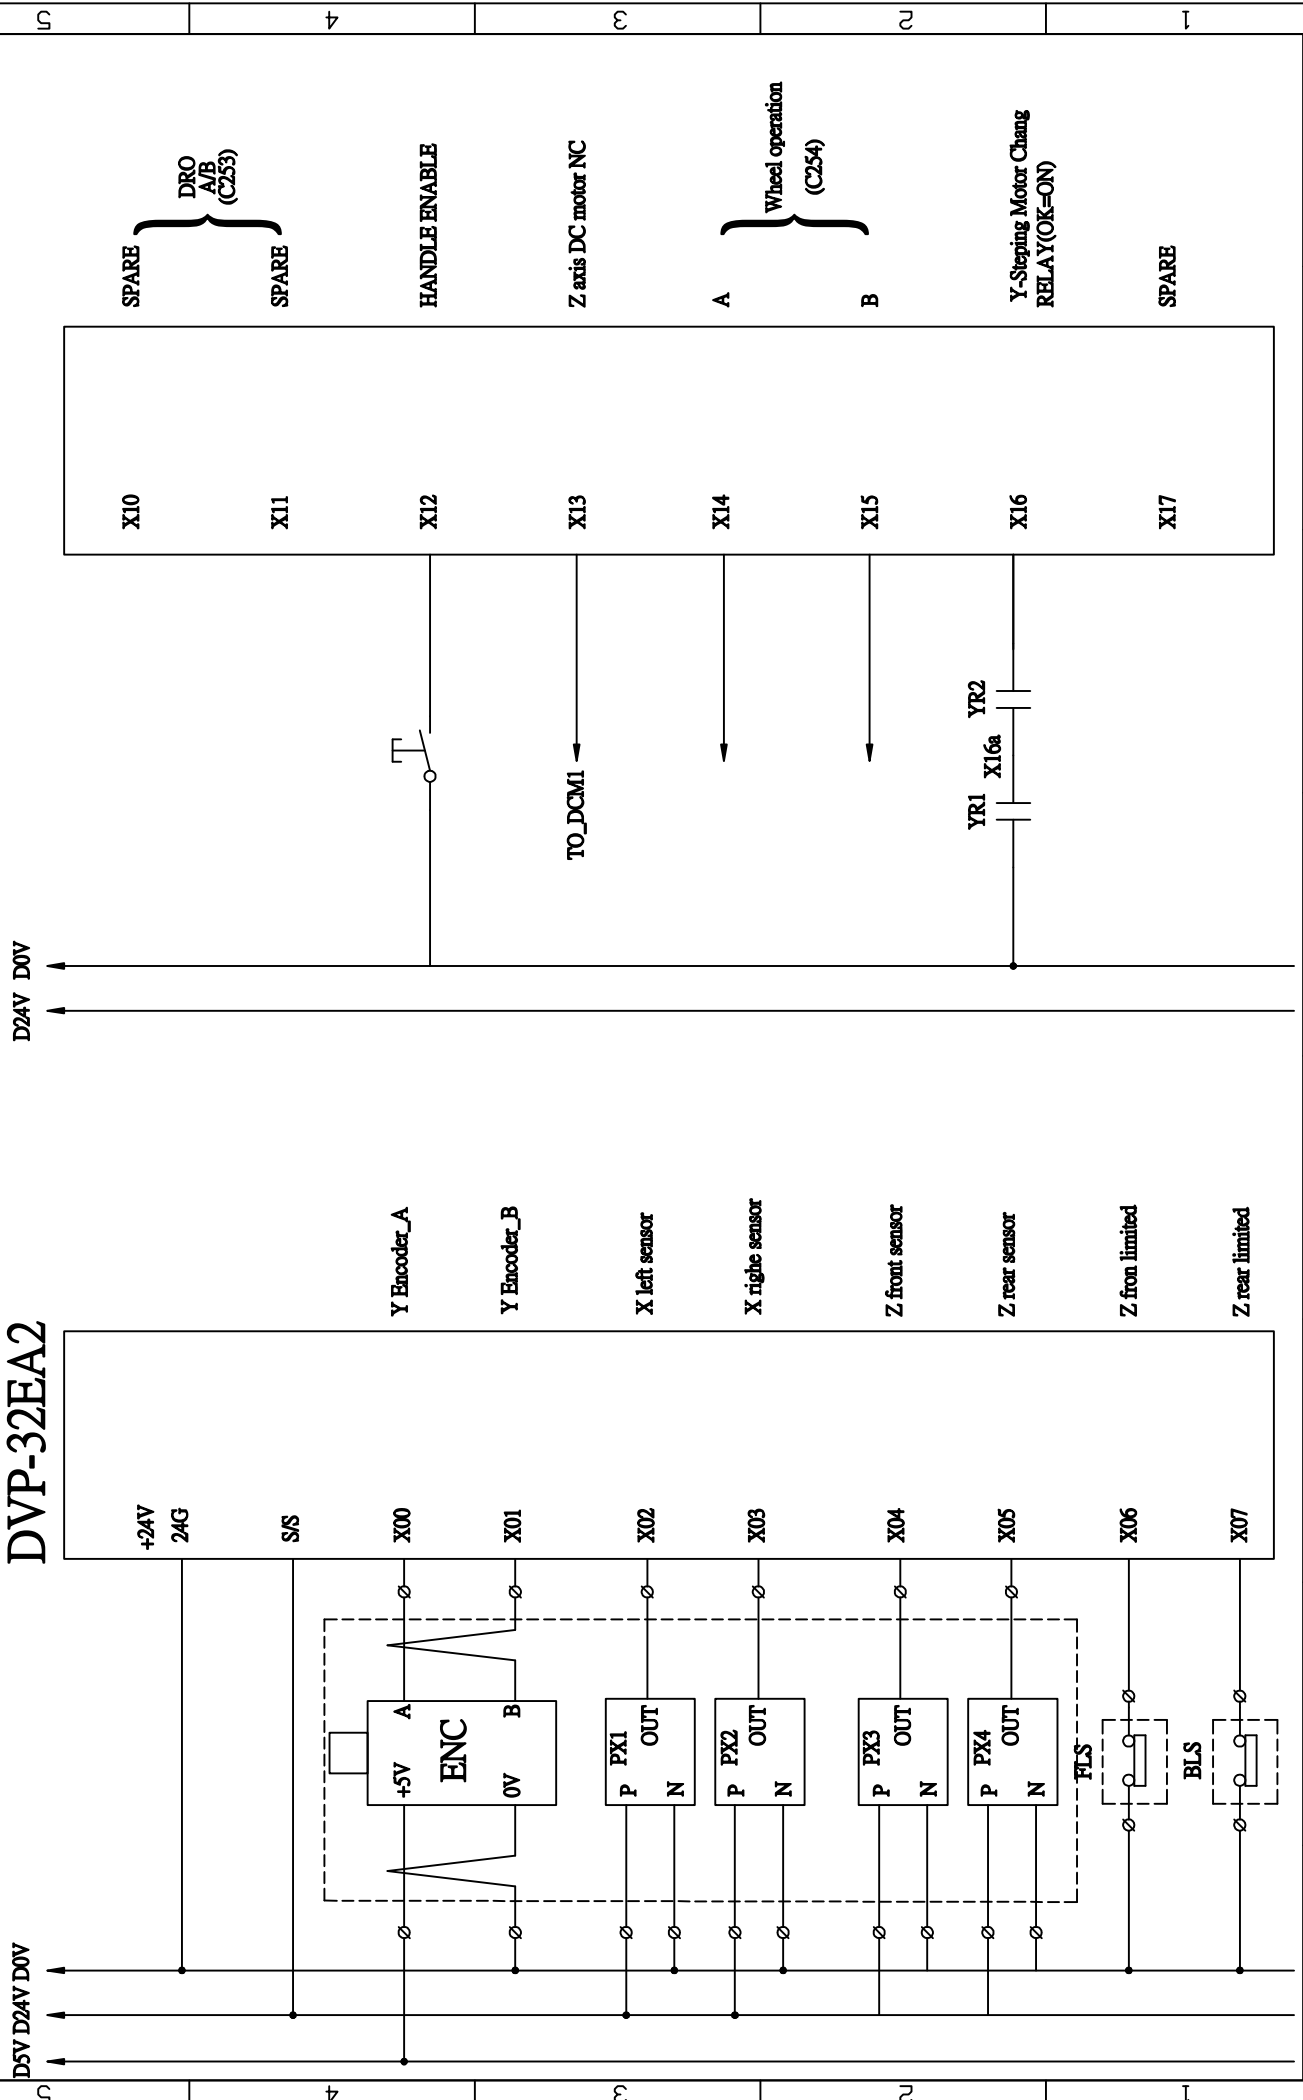 DVP-32EA2
D5V D24V D0V
+24V
24G
S/S
X00
Y Encoder_A
X01
Y Encoder_B
X02
X left sensor
X03
X righe sensor
X04
Z front sensor
X05
Z rear sensor
X06
Z fron limited
X07
Z rear limited
+5V
A
ENC
0V
B
PX1
P
OUT
N
PX2
P
OUT
N
PX3
P
OUT
N
PX4
P
OUT
N
FLS
BLS
D24V D0V
X10
SPARE
X11
SPARE
DRO
A/B
(C253)
X12
HANDLE ENABLE
X13
Z axis DC motor NC
TO_DCM1
X14
A
X15
B
Wheel operation
(C254)
YR1
X16a
YR2
X16
Y-Steping Motor Chang
RELAY(OK=ON)
X17
SPARE
5
4
3
2
1
5
4
3
2
1